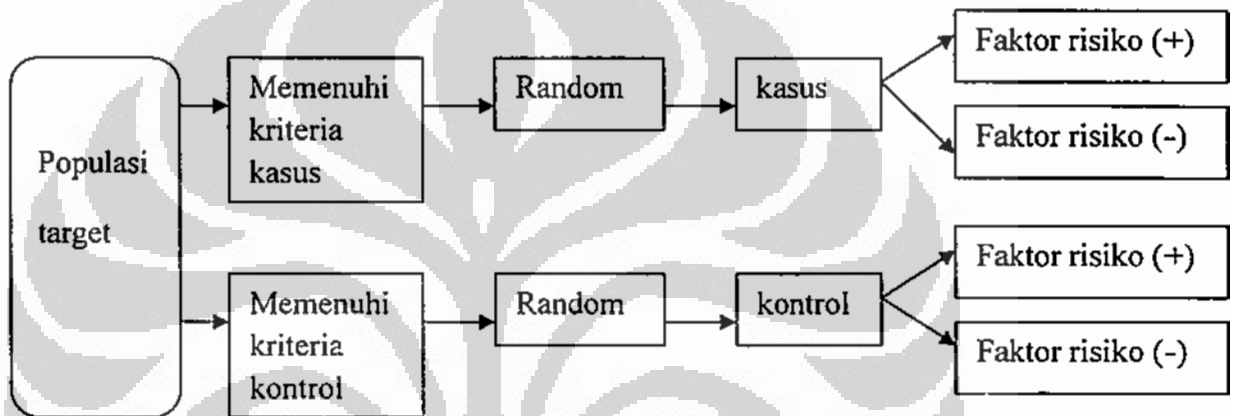 Populasi
target
Memenuhi
kriteria
kasus
Random
kasus
Faktor risiko (+)
Faktor risiko (-)
Memenuhi
kriteria
kontrol
Random
kontrol
Faktor risiko (+)
Faktor risiko (-)